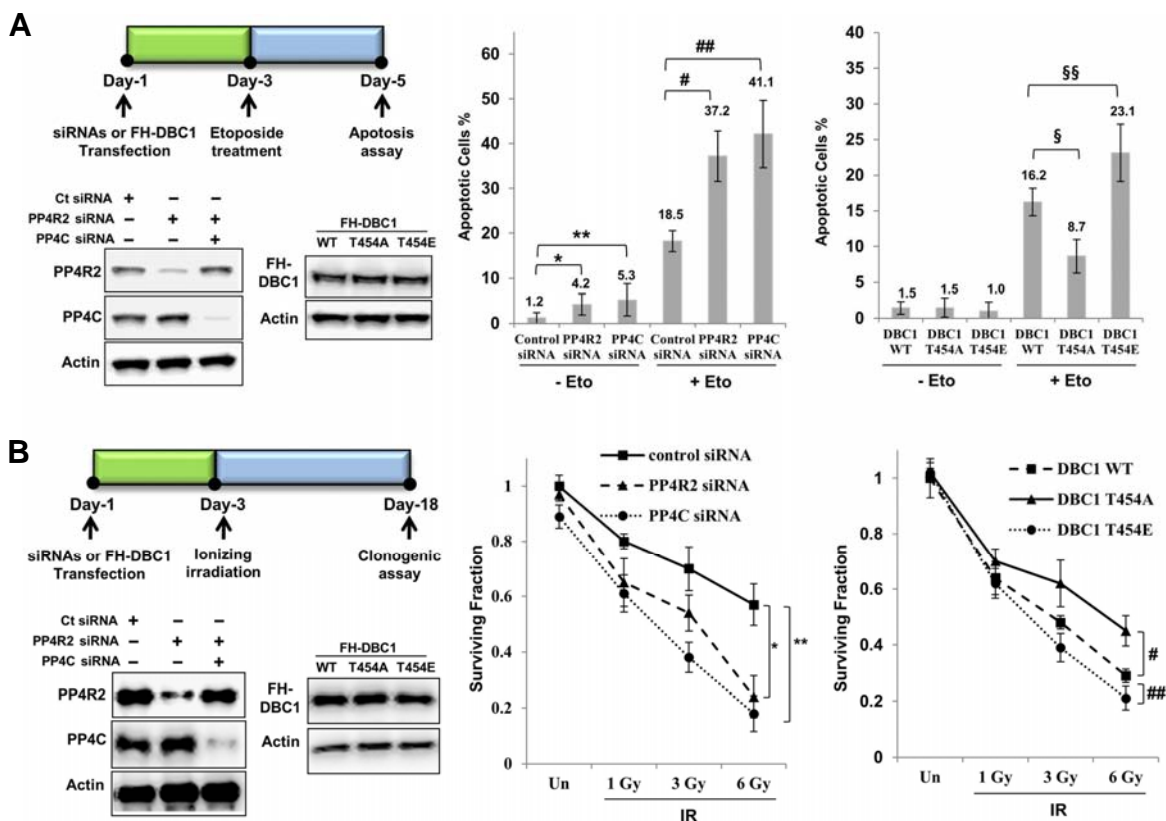 A
Day-1 Day-3 Day-5
siRNAs or FH-DBC1 Transfection
Etoposide treatment
Apotosis assay
Ct siRNA + – –
PP4R2 siRNA – + +
PP4C siRNA – – +
PP4R2
PP4C
Actin
FH-DBC1
WT T454A T454E
FH-
DBC1
Actin
Apoptotic Cells %
60
50
40
30
20
10
0
1.2
4.2
5.3
18.5
37.2
41.1
*
**
#
##
Control siRNA
PP4R2 siRNA
PP4C siRNA
Control siRNA
PP4R2 siRNA
PP4C siRNA
- Eto
+ Eto
Apoptotic Cells %
40
35
30
25
20
15
10
5
0
1.5
1.5
1.0
16.2
8.7
23.1
§
§§
DBC1 WT
DBC1 T454A
DBC1 T454E
DBC1 WT
DBC1 T454A
DBC1 T454E
- Eto
+ Eto
B
Day-1 Day-3 Day-18
siRNAs or FH-DBC1 Transfection
Ionizing irradiation
Clonogenic assay
Ct siRNA + – –
PP4R2 siRNA – + +
PP4C siRNA – – +
PP4R2
PP4C
Actin
FH-DBC1
WT T454A T454E
FH-
DBC1
Actin
Surviving Fraction
1
0.8
0.6
0.4
0.2
0
control siRNA
PP4R2 siRNA
PP4C siRNA
*
**
Un 1 Gy 3 Gy 6 Gy
IR
Surviving Fraction
1
0.8
0.6
0.4
0.2
0
DBC1 WT
DBC1 T454A
DBC1 T454E
#
##
Un 1 Gy 3 Gy 6 Gy
IR